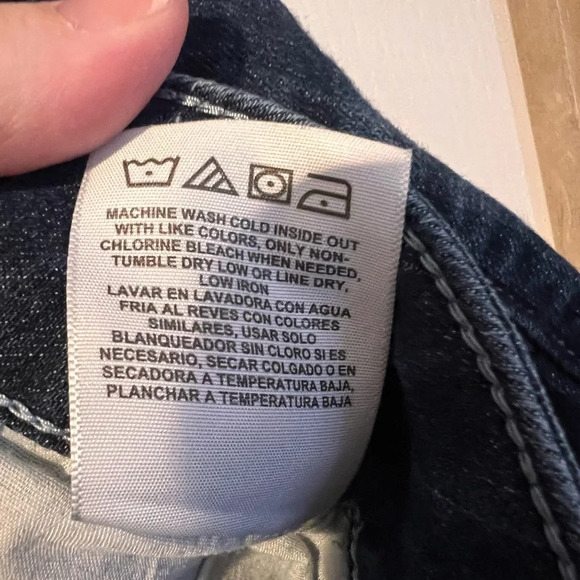 MACHINE WASH COLD INSIDE OUT
WITH LIKE COLORS, ONLY NON-
CHLORINE BLEACH WHEN NEEDED,
TUMBLE DRY LOW OR LINE DRY,
LOW IRON
LAVAR EN LAVADORA CON AGUA
FRIA AL REVES CON COLORES
SIMILARES, USAR SOLO
BLANQUEADOR SIN CLORO SI ES
NECESARIO, SECAR COLGADO O EN
SECADORA A TEMPERATURA BAJA,
PLANCHAR A TEMPERATURA BAJA